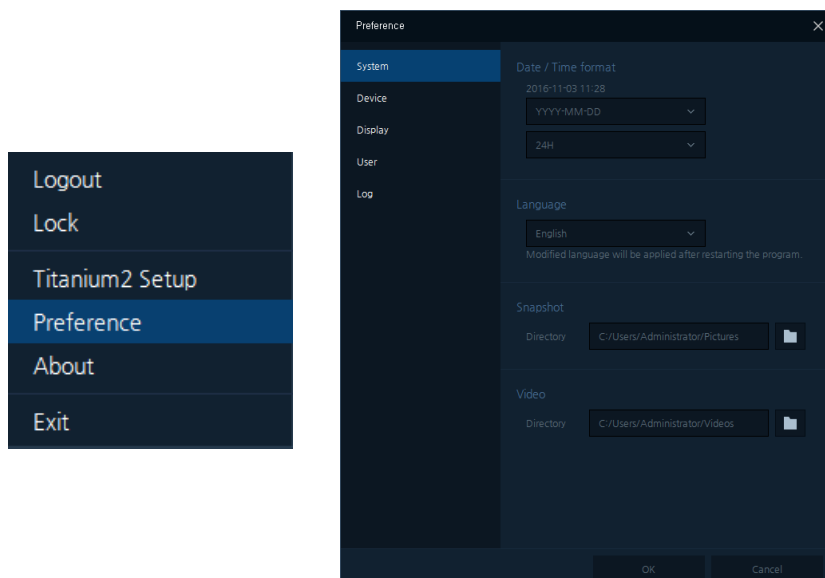 Logout
Lock
Titanium2 Setup
Preference
About
Exit
Preference
System
Device
Display
User
Log
Date / Time format
2016-11-03 11:28
YYYY-MM-DD
24H
Language
English
Modified language will be applied after restarting the program.
Snapshot
Directory C:/Users/Administrator/Pictures
Video
Directory C:/Users/Administrator/Videos
OK Cancel